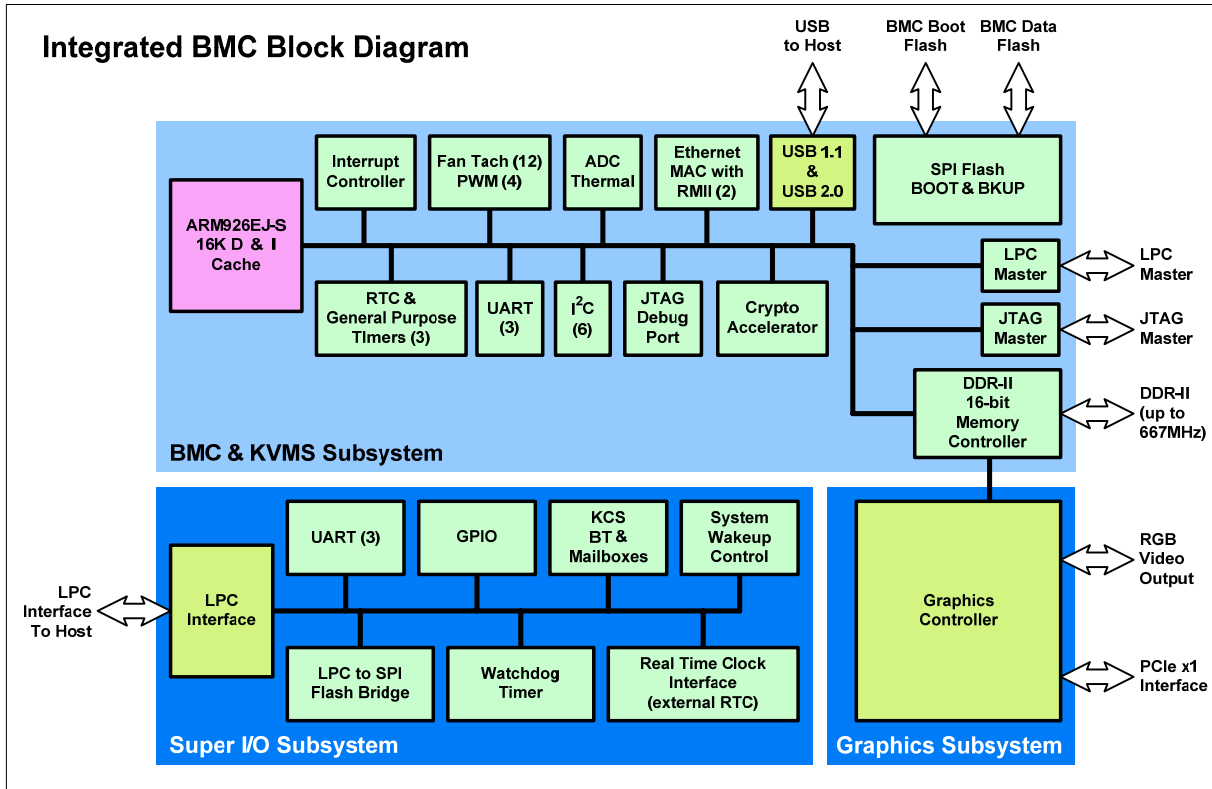 Integrated BMC Block Diagram
USB
to Host
BMC Boot
Flash
BMC Data
Flash
Interrupt
Controller
Fan Tach (12)
PWM (4)
ADC
Thermal
Ethernet
MAC with
RMII (2)
USB 1.1
&
USB 2.0
SPI Flash
BOOT & BKUP
ARM926EJ-S
16K D & I
Cache
LPC
Master
LPC
Master
RTC &
General Purpose
TImers (3)
UART
(3)
I²C
(6)
JTAG
Debug
Port
Crypto
Accelerator
JTAG
Master
JTAG
Master
DDR-II
16-bit
Memory
Controller
DDR-II
(up to
667MHz)
BMC & KVMS Subsystem
UART (3)
GPIO
KCS
BT &
Mailboxes
System
Wakeup
Control
LPC
Interface
To Host
LPC
Interface
LPC to SPI
Flash Bridge
Watchdog
Timer
Real Time Clock
Interface
(external RTC)
Super I/O Subsystem
Graphics
Controller
RGB
Video
Output
PCIe x1
Interface
Graphics Subsystem